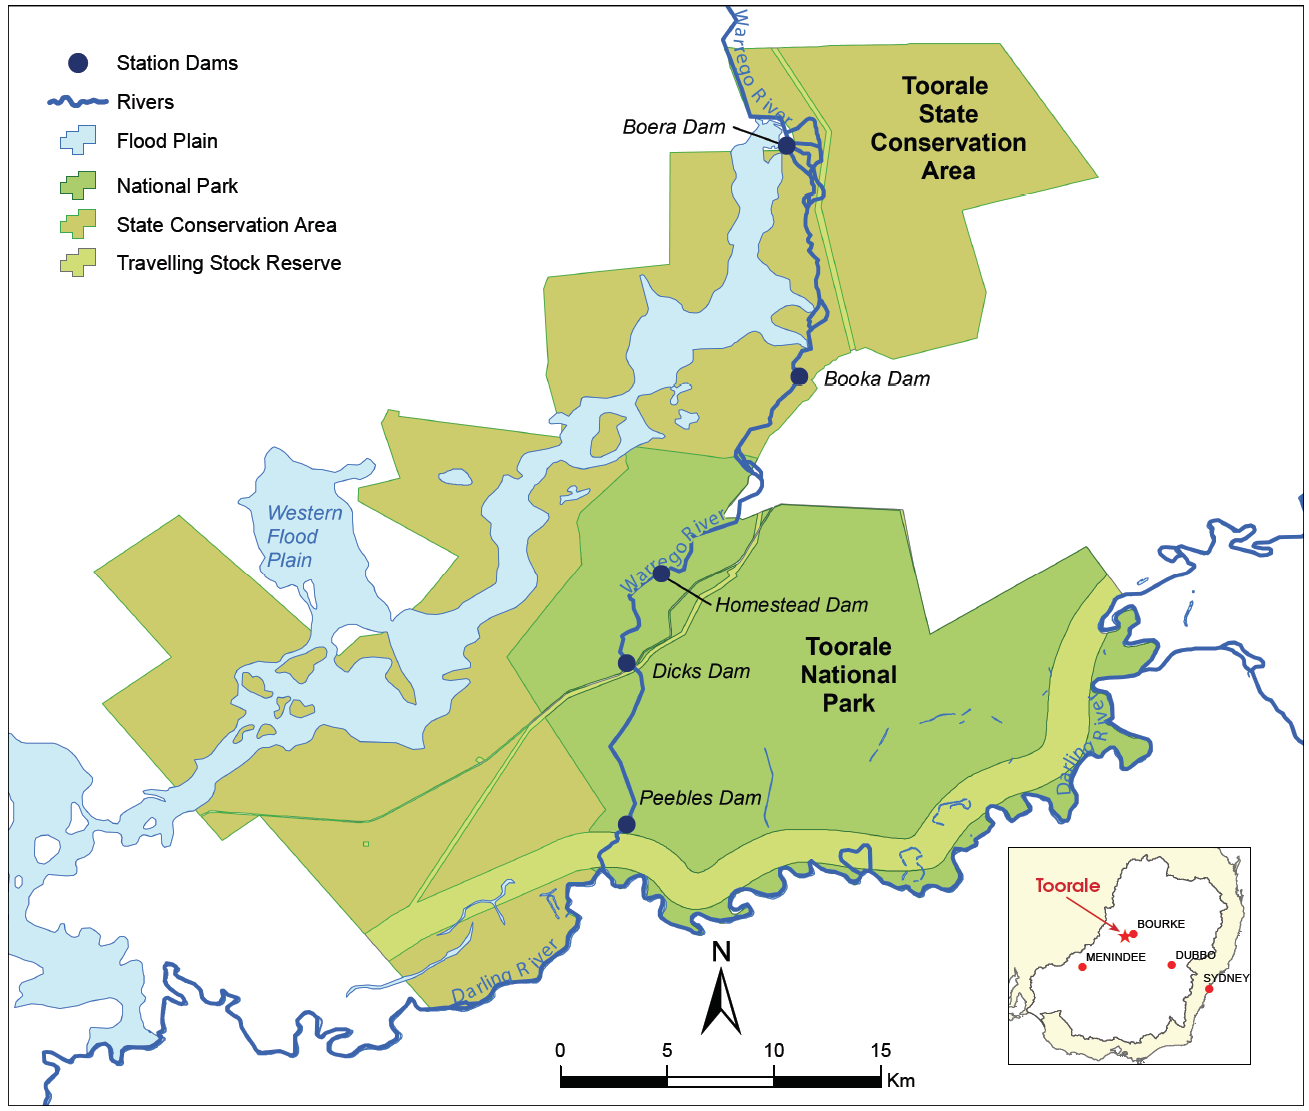 Station Dams
Rivers
Flood Plain
National Park
State Conservation Area
Travelling Stock Reserve
Warrego River
Boera Dam
Toorale
State
Conservation
Area
Booka Dam
Western
Flood
Plain
Warrego River
Homestead Dam
Dicks Dam
Toorale
National
Park
Darling River
Peebles Dam
Darling River
N
0 5 10 15
Km
Toorale
BOURKE
MENINDEE
DUBBO
SYDNEY